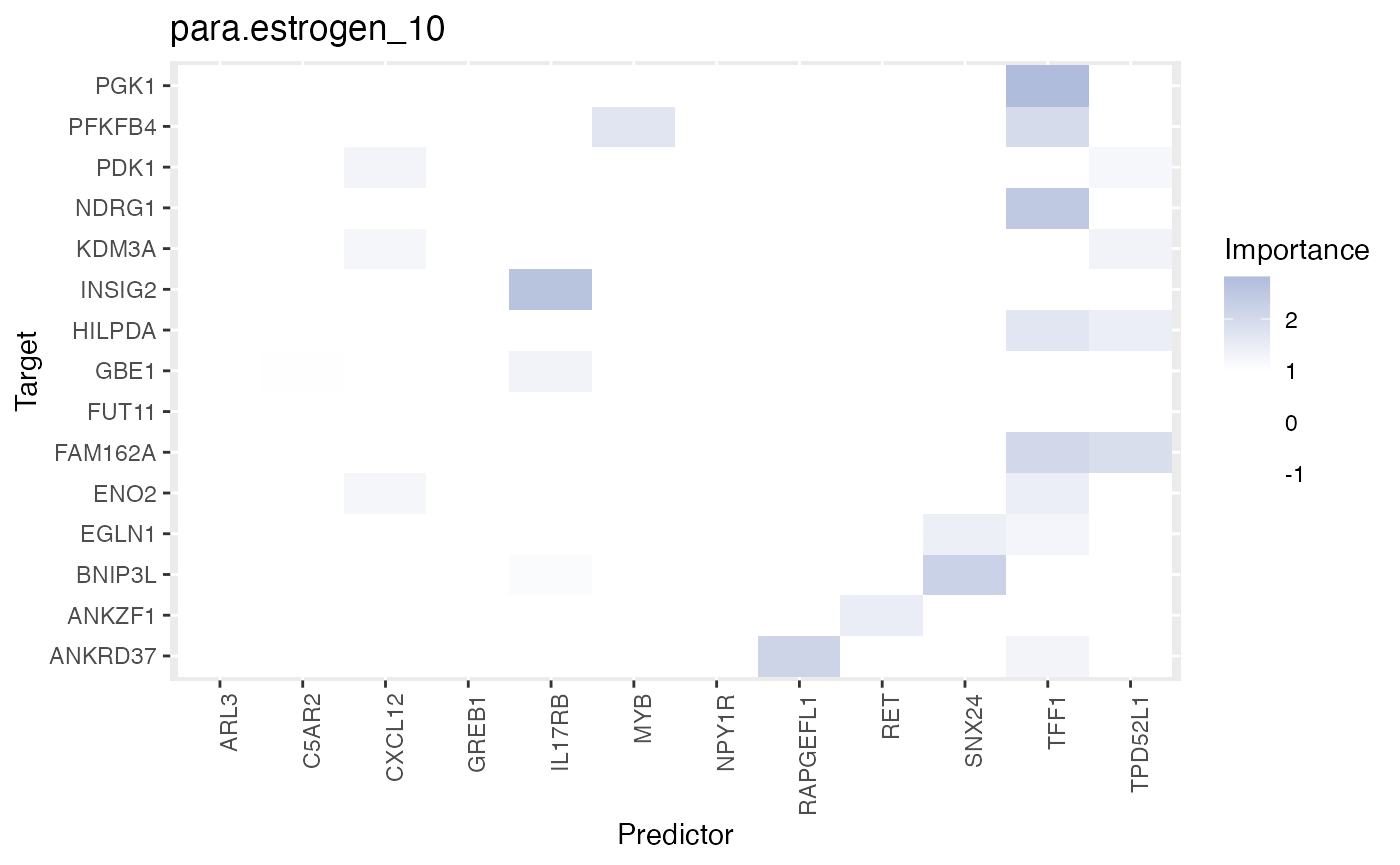 para.estrogen_10
PGK1
PFKFB4
PDK1
NDRG1
KDM3A
INSIG2
HILPDA
GBE1
FUT11
FAM162A
ENO2
EGLN1
BNIP3L
ANKZF1
ANKRD37
Target
ARL3
C5AR2
CXCL12
GREB1
IL17RB
MYB
NPY1R
RAPGEFL1
RET
SNX24
TFF1
TPD52L1
Predictor
Importance
2
1
0
-1